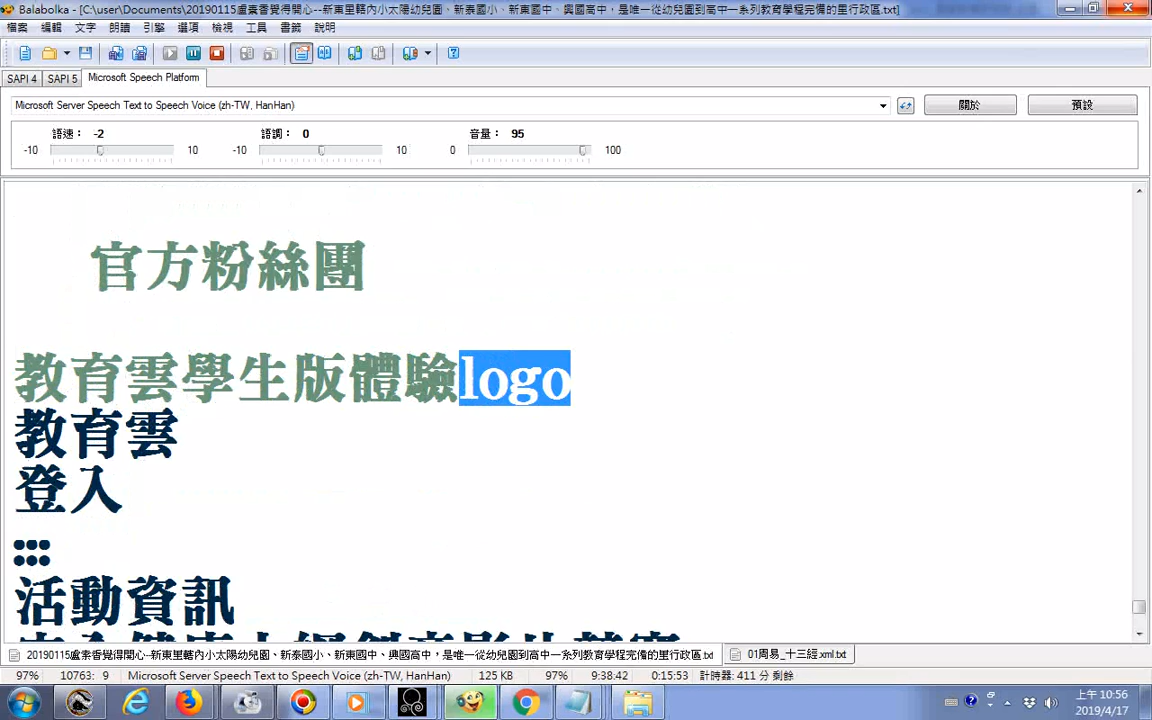 Balabolka - [C:\user\Documents\20190115盧素香覺得開心--新東里轄內小太陽幼兒園、新泰國小、新東國中、興國高中，是唯一從幼兒園到高中一系列教育學程完備的里行政區.txt]
檔案 編輯 文字 朗讀 引擎 選項 檢視 工具 書籤 說明
SAPI 4 SAPI 5 Microsoft Speech Platform
Microsoft Server Speech Text to Speech Voice (zh-TW, HanHan) 關於 預設
語速： -2 語調： 0 音量： 95
-10 10 -10 10 0 100
官方粉絲團
教育雲學生版體驗logo
教育雲
登入
:::
活動資訊
20190115盧素香覺得開心--新東里轄內小太陽幼兒園、新泰國小、新東國中、興國高中，是唯一從幼兒園到高中一系列教育學程完備的里行政區.txt 01周易_十三經.xml.txt
97% 10763: 9 Microsoft Server Speech Text to Speech Voice (zh-TW, HanHan) 125 KB 97% 9:38:42 0:15:53 計時器: 411 分 剩餘
上午 10:56
2019/4/17